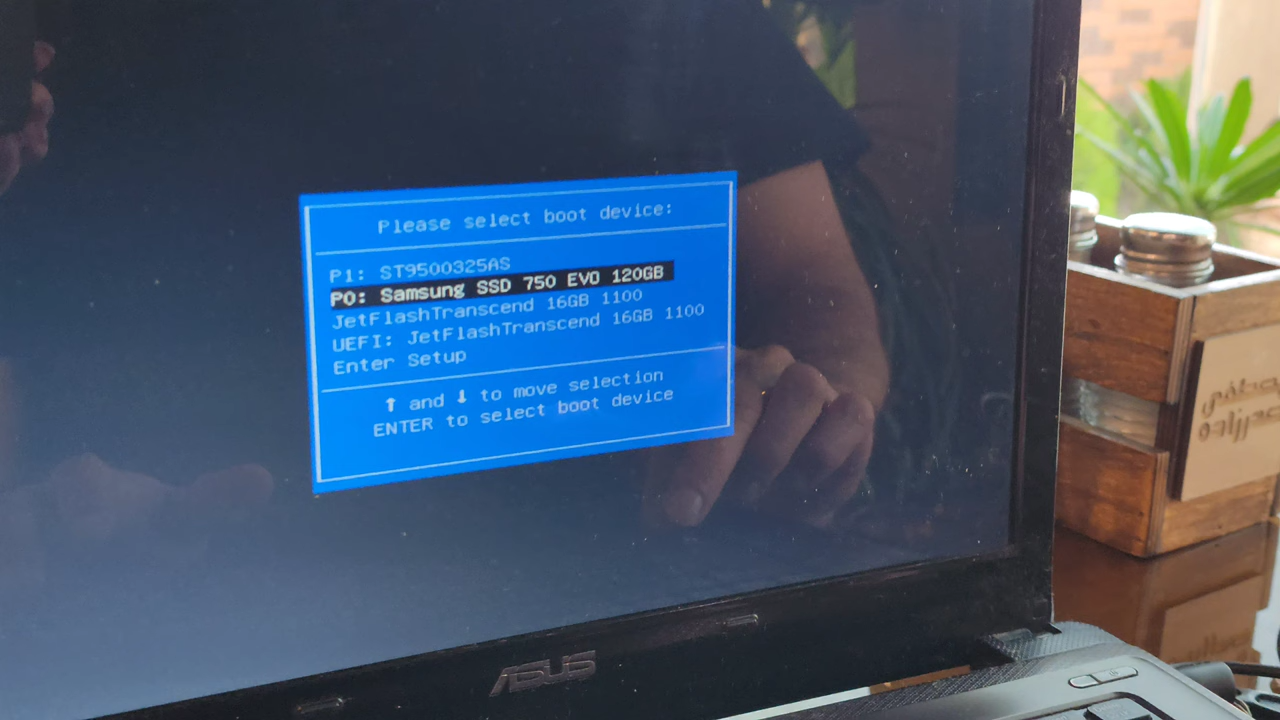 Please select boot device:
P1: ST9500325AS
P0: Samsung SSD 750 EVO 120GB
JetFlashTranscend 16GB 1100
UEFI: JetFlashTranscend 16GB 1100
Enter Setup
↑ and ↓ to move selection
ENTER to select boot device
ASUS